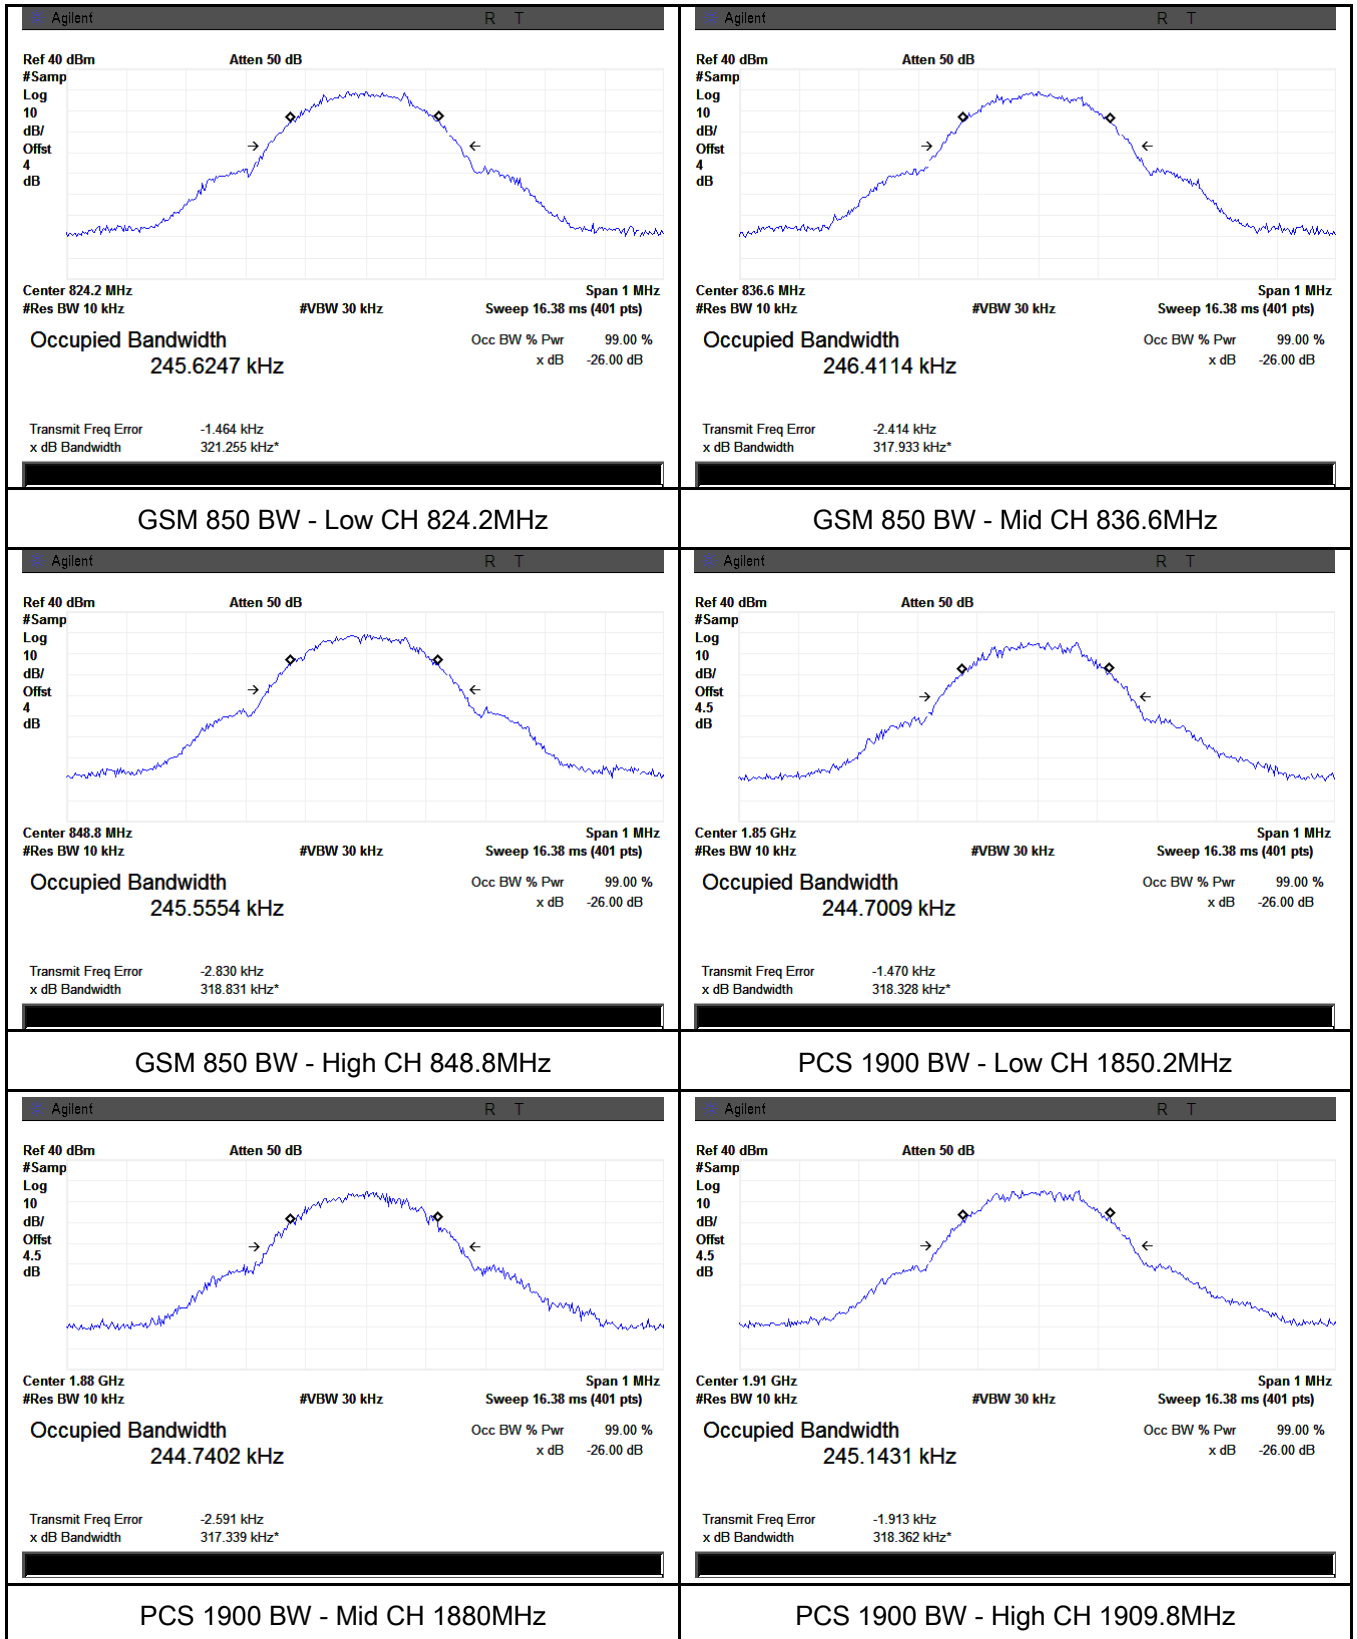 Agilent R T
Ref 40 dBm Atten 50 dB
#Samp
Log
10
dB/
Offst
4
dB
Center 824.2 MHz Span 1 MHz
#Res BW 10 kHz #VBW 30 kHz Sweep 16.38 ms (401 pts)
Occupied Bandwidth Occ BW % Pwr 99.00 %
245.6247 kHz x dB -26.00 dB
Transmit Freq Error -1.464 kHz
x dB Bandwidth 321.255 kHz*
GSM 850 BW - Low CH 824.2MHz
Agilent R T
Ref 40 dBm Atten 50 dB
#Samp
Log
10
dB/
Offst
4
dB
Center 836.6 MHz Span 1 MHz
#Res BW 10 kHz #VBW 30 kHz Sweep 16.38 ms (401 pts)
Occupied Bandwidth Occ BW % Pwr 99.00 %
246.4114 kHz x dB -26.00 dB
Transmit Freq Error -2.414 kHz
x dB Bandwidth 317.933 kHz*
GSM 850 BW - Mid CH 836.6MHz
Agilent R T
Ref 40 dBm Atten 50 dB
#Samp
Log
10
dB/
Offst
4
dB
Center 848.8 MHz Span 1 MHz
#Res BW 10 kHz #VBW 30 kHz Sweep 16.38 ms (401 pts)
Occupied Bandwidth Occ BW % Pwr 99.00 %
245.5554 kHz x dB -26.00 dB
Transmit Freq Error -2.830 kHz
x dB Bandwidth 318.831 kHz*
GSM 850 BW - High CH 848.8MHz
Agilent R T
Ref 40 dBm Atten 50 dB
#Samp
Log
10
dB/
Offst
4.5
dB
Center 1.85 GHz Span 1 MHz
#Res BW 10 kHz #VBW 30 kHz Sweep 16.38 ms (401 pts)
Occupied Bandwidth Occ BW % Pwr 99.00 %
244.7009 kHz x dB -26.00 dB
Transmit Freq Error -1.470 kHz
x dB Bandwidth 318.328 kHz*
PCS 1900 BW - Low CH 1850.2MHz
Agilent R T
Ref 40 dBm Atten 50 dB
#Samp
Log
10
dB/
Offst
4.5
dB
Center 1.88 GHz Span 1 MHz
#Res BW 10 kHz #VBW 30 kHz Sweep 16.38 ms (401 pts)
Occupied Bandwidth Occ BW % Pwr 99.00 %
244.7402 kHz x dB -26.00 dB
Transmit Freq Error -2.591 kHz
x dB Bandwidth 317.339 kHz*
PCS 1900 BW - Mid CH 1880MHz
Agilent R T
Ref 40 dBm Atten 50 dB
#Samp
Log
10
dB/
Offst
4.5
dB
Center 1.91 GHz Span 1 MHz
#Res BW 10 kHz #VBW 30 kHz Sweep 16.38 ms (401 pts)
Occupied Bandwidth Occ BW % Pwr 99.00 %
245.1431 kHz x dB -26.00 dB
Transmit Freq Error -1.913 kHz
x dB Bandwidth 318.362 kHz*
PCS 1900 BW - High CH 1909.8MHz